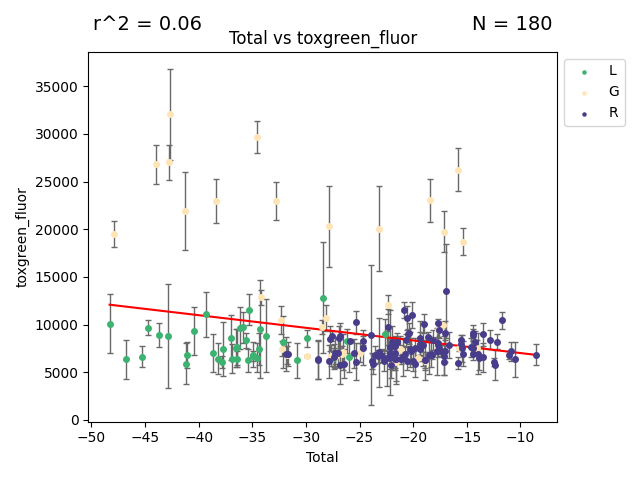 r^2 = 0.06
N = 180
Total vs toxgreen_fluor
L
G
R
35000
30000
25000
20000
15000
10000
5000
0
toxgreen_fluor
−50 −45 −40 −35 −30 −25 −20 −15 −10
Total